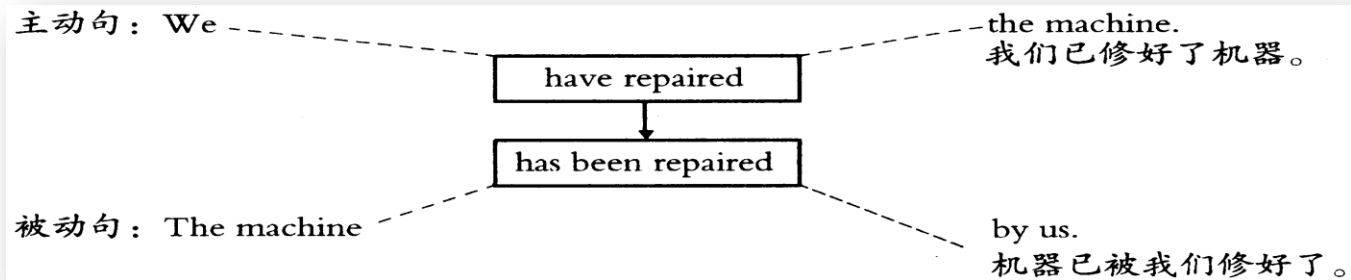 主动句：We
the machine.
我们已修好了机器。
have repaired
has been repaired
被动句：The machine
by us.
机器已被我们修好了。